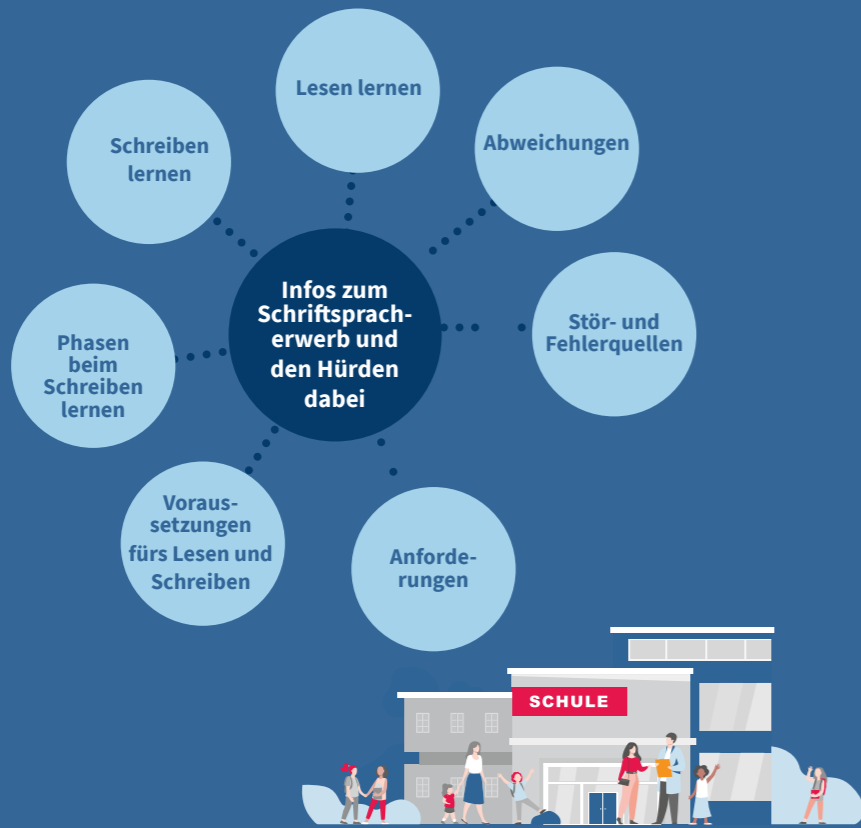 Lesen lernen
Abweichungen
Schreiben
lernen
Infos zum
Schriftsprach-
erwerb und
den Hürden
dabei
Stör- und
Fehlerquellen
Phasen
beim
Schreiben
lernen
Voraus-
setzungen
fürs Lesen und
Schreiben
Anforde-
rungen
SCHULE